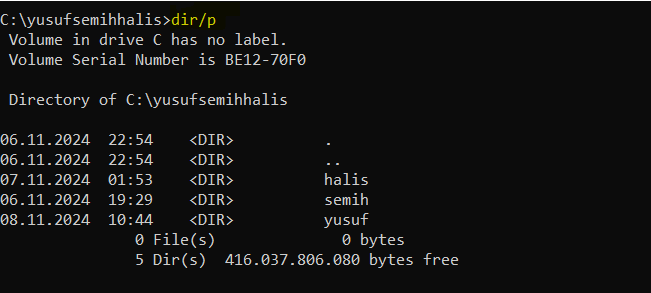 C:\yusufsemihhalis>dir/p
Volume in drive C has no label.
Volume Serial Number is BE12-70F0
Directory of C:\yusufsemihhalis
06.11.2024  22:54    <DIR>          .
06.11.2024  22:54    <DIR>          ..
07.11.2024  01:53    <DIR>          halis
06.11.2024  19:29    <DIR>          semih
08.11.2024  10:44    <DIR>          yusuf
0 File(s)              0 bytes
5 Dir(s)  416.037.806.080 bytes free